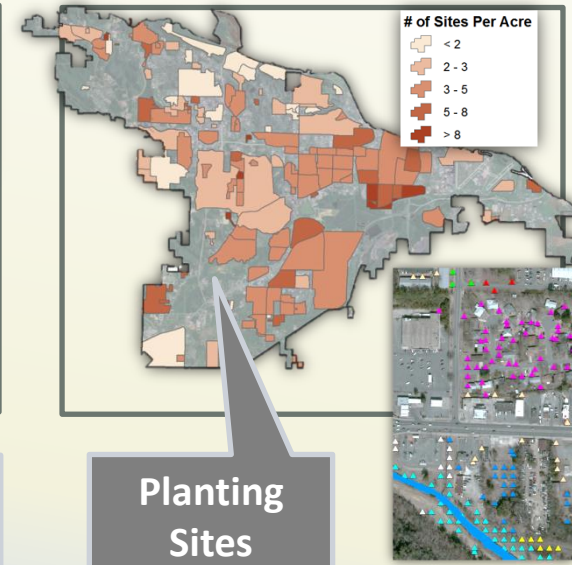 # of Sites Per Acre
< 2
2 - 3
3 - 5
5 - 8
> 8
Planting
Sites